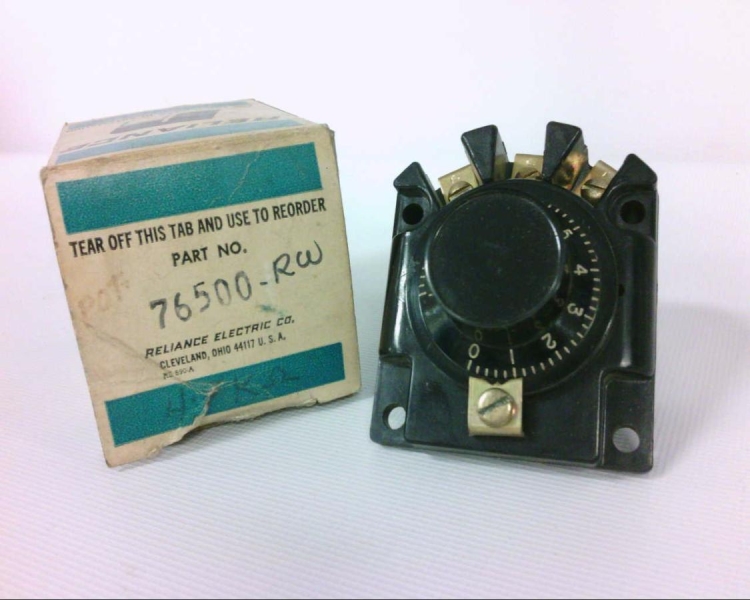 RELIANCE
TEAR OFF THIS TAB AND USE TO REORDER
PART NO.
POT.
76500-RW
RELIANCE ELECTRIC CO.
CLEVELAND, OHIO 44117 U. S. A.
0 1 2 3 4 5